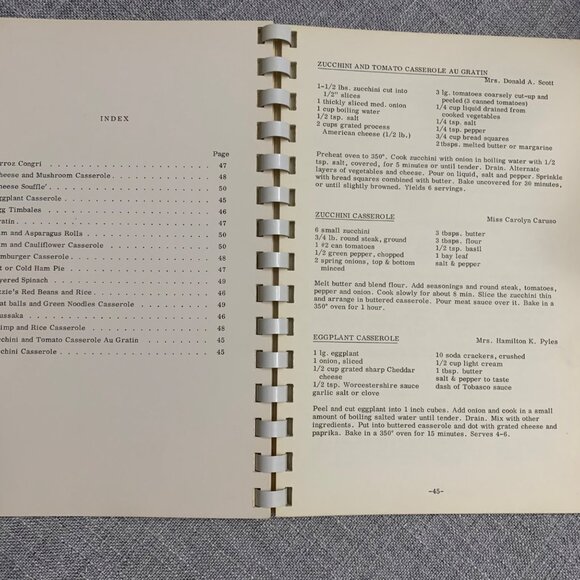 INDEX
Page
rroz Congri 47
heese and Mushroom Casserole 48
heese Souffle' 50
ggplant Casserole 45
gg Timbales 46
ratin 47
am and Asparagus Rolls 50
am and Cauliflower Casserole 50
amburger Casserole 48
t or Cold Ham Pie 47
yered Spinach 49
zzie's Red Beans and Rice 48
at balls and Green Noodles Casserole 49
ussaka 46
rimp and Rice Casserole 48
cchini and Tomato Casserole Au Gratin 45
cchini Casserole 45
ZUCCHINI AND TOMATO CASSEROLE AU GRATIN
Mrs. Donald A. Scott
1-1/2 lbs. zucchini cut into
1/2" slices
1 thickly sliced med. onion
1 cup boiling water
1/2 tsp. salt
2 cups grated process
American cheese (1/2 lb.)
3 lg. tomatoes coarsely cut-up and
peeled (3 canned tomatoes)
1/4 cup liquid drained from
cooked vegetables
1/4 tsp. salt
1/4 tsp. pepper
3/4 cup bread squares
2 tbsps. melted butter or margarine
Preheat oven to 350°. Cook zucchini with onion in boiling water with 1/2
tsp. salt, covered, for 5 minutes or until tender. Drain. Alternate
layers of vegetables and cheese. Pour on liquid, salt and pepper. Sprinkle
with bread squares combined with butter. Bake uncovered for 20 minutes,
or until slightly browned. Yields 6 servings.
ZUCCHINI CASSEROLE
Miss Carolyn Caruso
6 small zucchini
3/4 lb. round steak, ground
1 #2 can tomatoes
1/2 green pepper, chopped
2 spring onions, top & bottom
minced
3 tbsps. butter
3 tbsps. flour
1/2 tsp. basil
1 bay leaf
salt & pepper
Melt butter and blend flour. Add seasonings and round steak, tomatoes,
pepper and onion. Cook slowly for about 8 min. Slice the zucchini thin
and arrange in buttered casserole. Pour meat sauce over it. Bake in a
350° oven for 1 hour.
EGGPLANT CASSEROLE
Mrs. Hamilton K. Pyles
1 lg. eggplant
1 onion, sliced
1/2 cup grated sharp Cheddar
cheese
1/2 tsp. Worcestershire sauce
garlic salt or clove
10 soda crackers, crushed
1/2 cup light cream
1 tbsp. butter
salt & pepper to taste
dash of Tobasco sauce
Peel and cut eggplant into 1 inch cubes. Add onion and cook in a small
amount of boiling salted water until tender. Drain. Mix with other
ingredients. Put into buttered casserole and dot with grated cheese and
paprika. Bake in a 350° oven for 15 minutes. Serves 4-6.
-45-